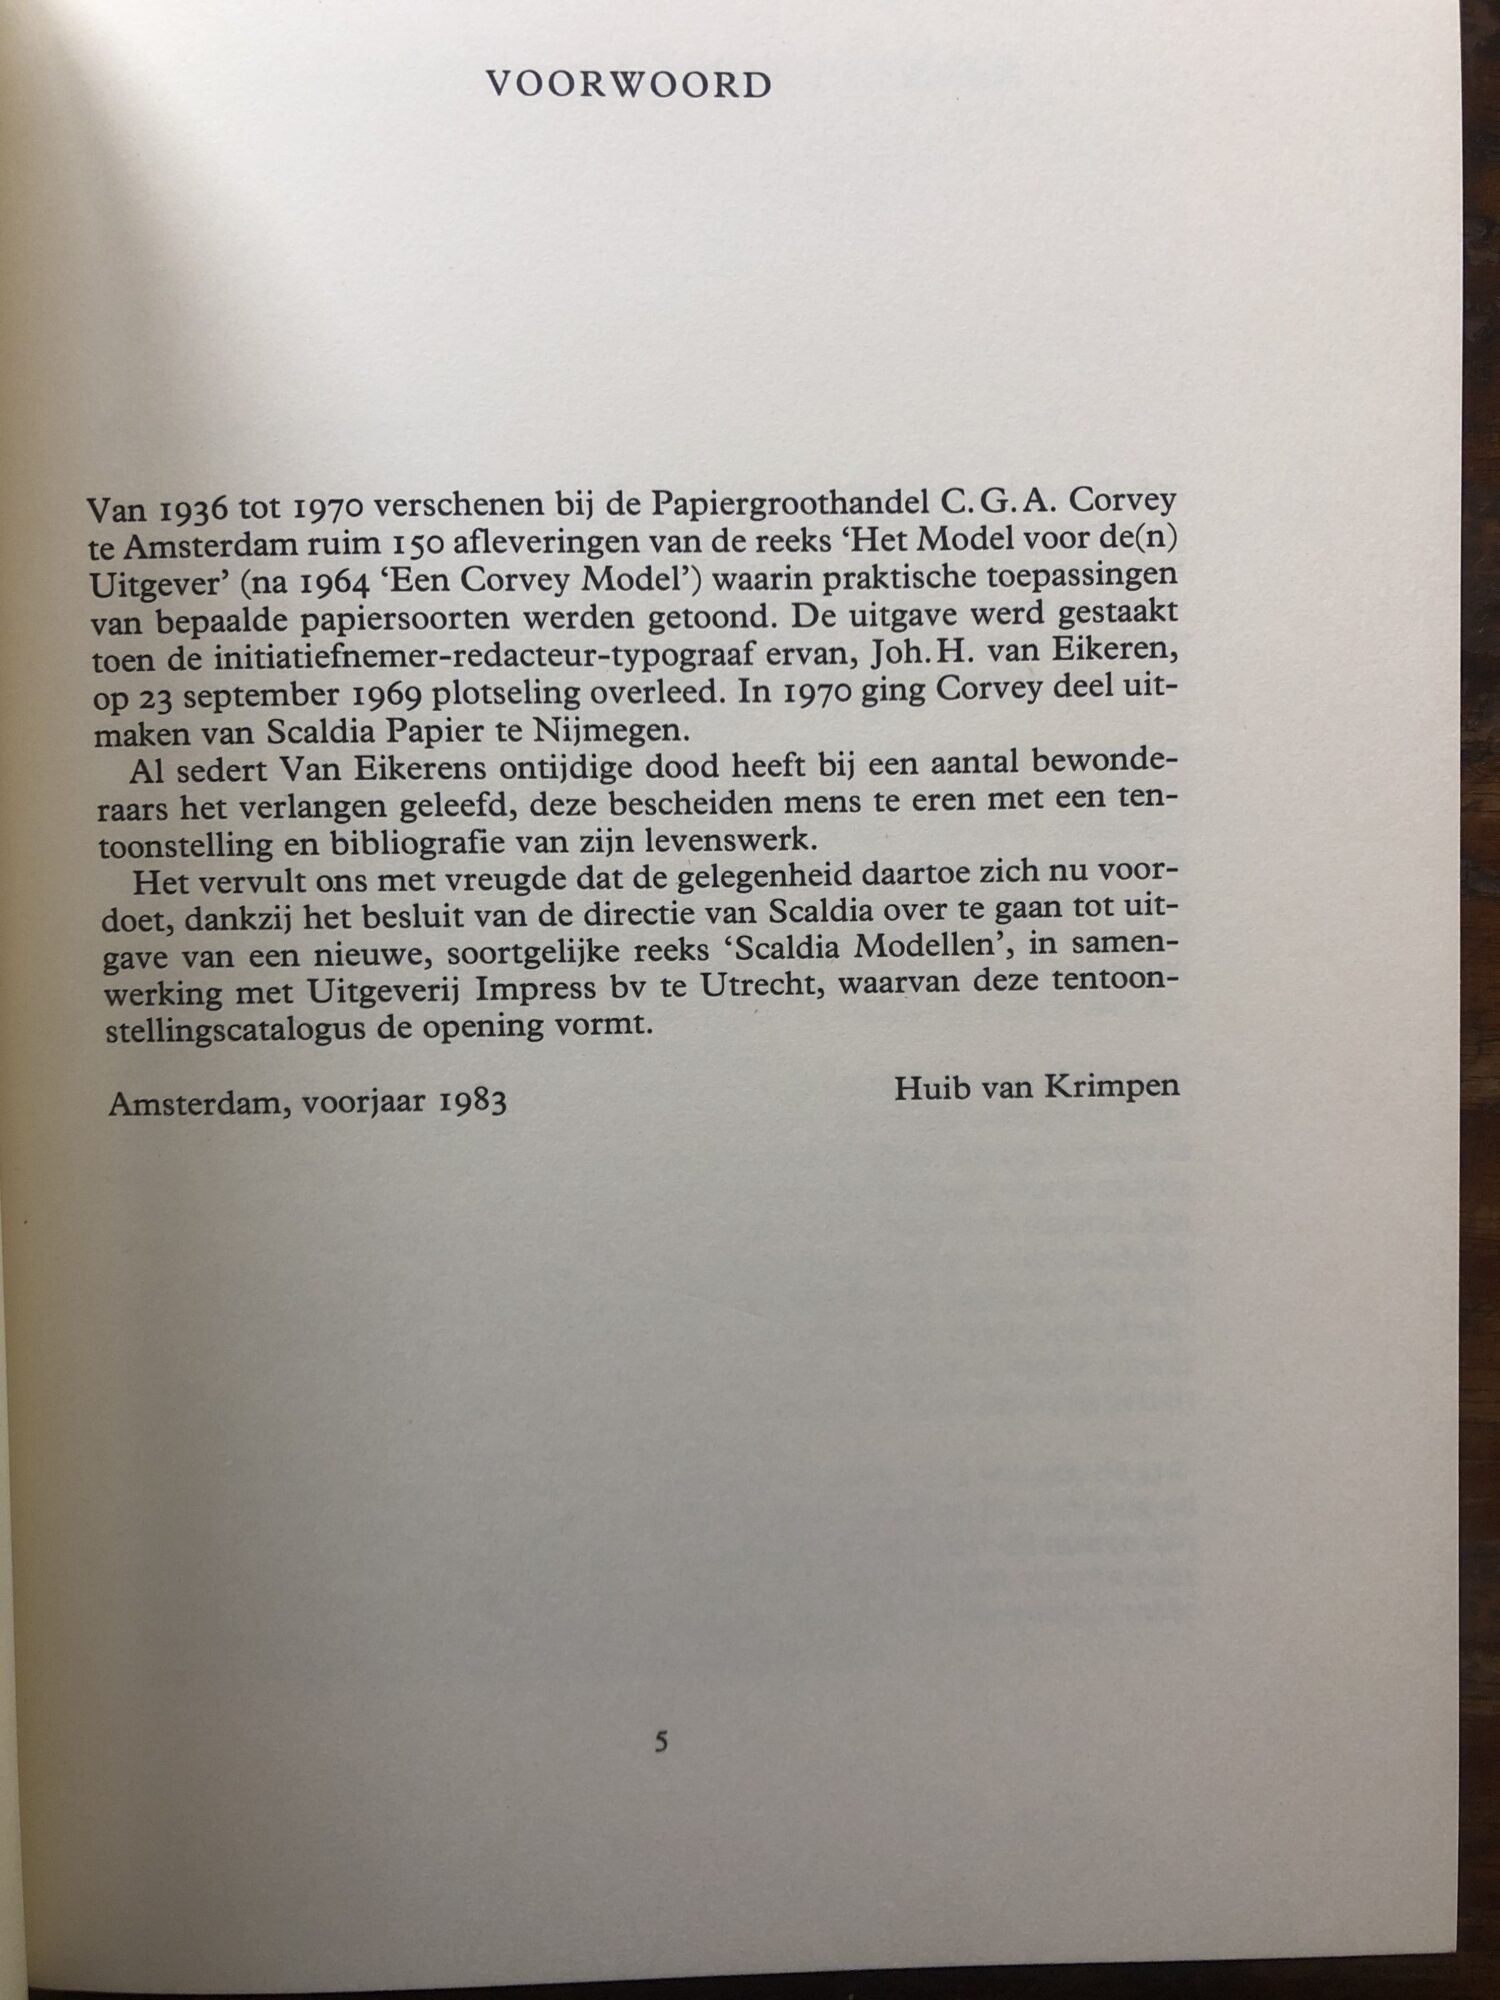 VOORWOORD
Van 1936 tot 1970 verschenen bij de Papiergroothandel C.G.A. Corvey
te Amsterdam ruim 150 afleveringen van de reeks ‘Het Model voor de(n)
Uitgever’ (na 1964 ‘Een Corvey Model’) waarin praktische toepassingen
van bepaalde papiersoorten werden getoond. De uitgave werd gestaakt
toen de initiatiefnemer-redacteur-typograaf ervan, Joh.H. van Eikeren,
op 23 september 1969 plotseling overleed. In 1970 ging Corvey deel uit-
maken van Scaldia Papier te Nijmegen.
Al sedert Van Eikerens ontijdige dood heeft bij een aantal bewonde-
raars het verlangen geleefd, deze bescheiden mens te eren met een ten-
toonstelling en bibliografie van zijn levenswerk.
Het vervult ons met vreugde dat de gelegenheid daartoe zich nu voor-
doet, dankzij het besluit van de directie van Scaldia over te gaan tot uit-
gave van een nieuwe, soortgelijke reeks ‘Scaldia Modellen’, in samen-
werking met Uitgeverij Impress bv te Utrecht, waarvan deze tentoon-
stellingscatalogus de opening vormt.
Amsterdam, voorjaar 1983 Huib van Krimpen
5